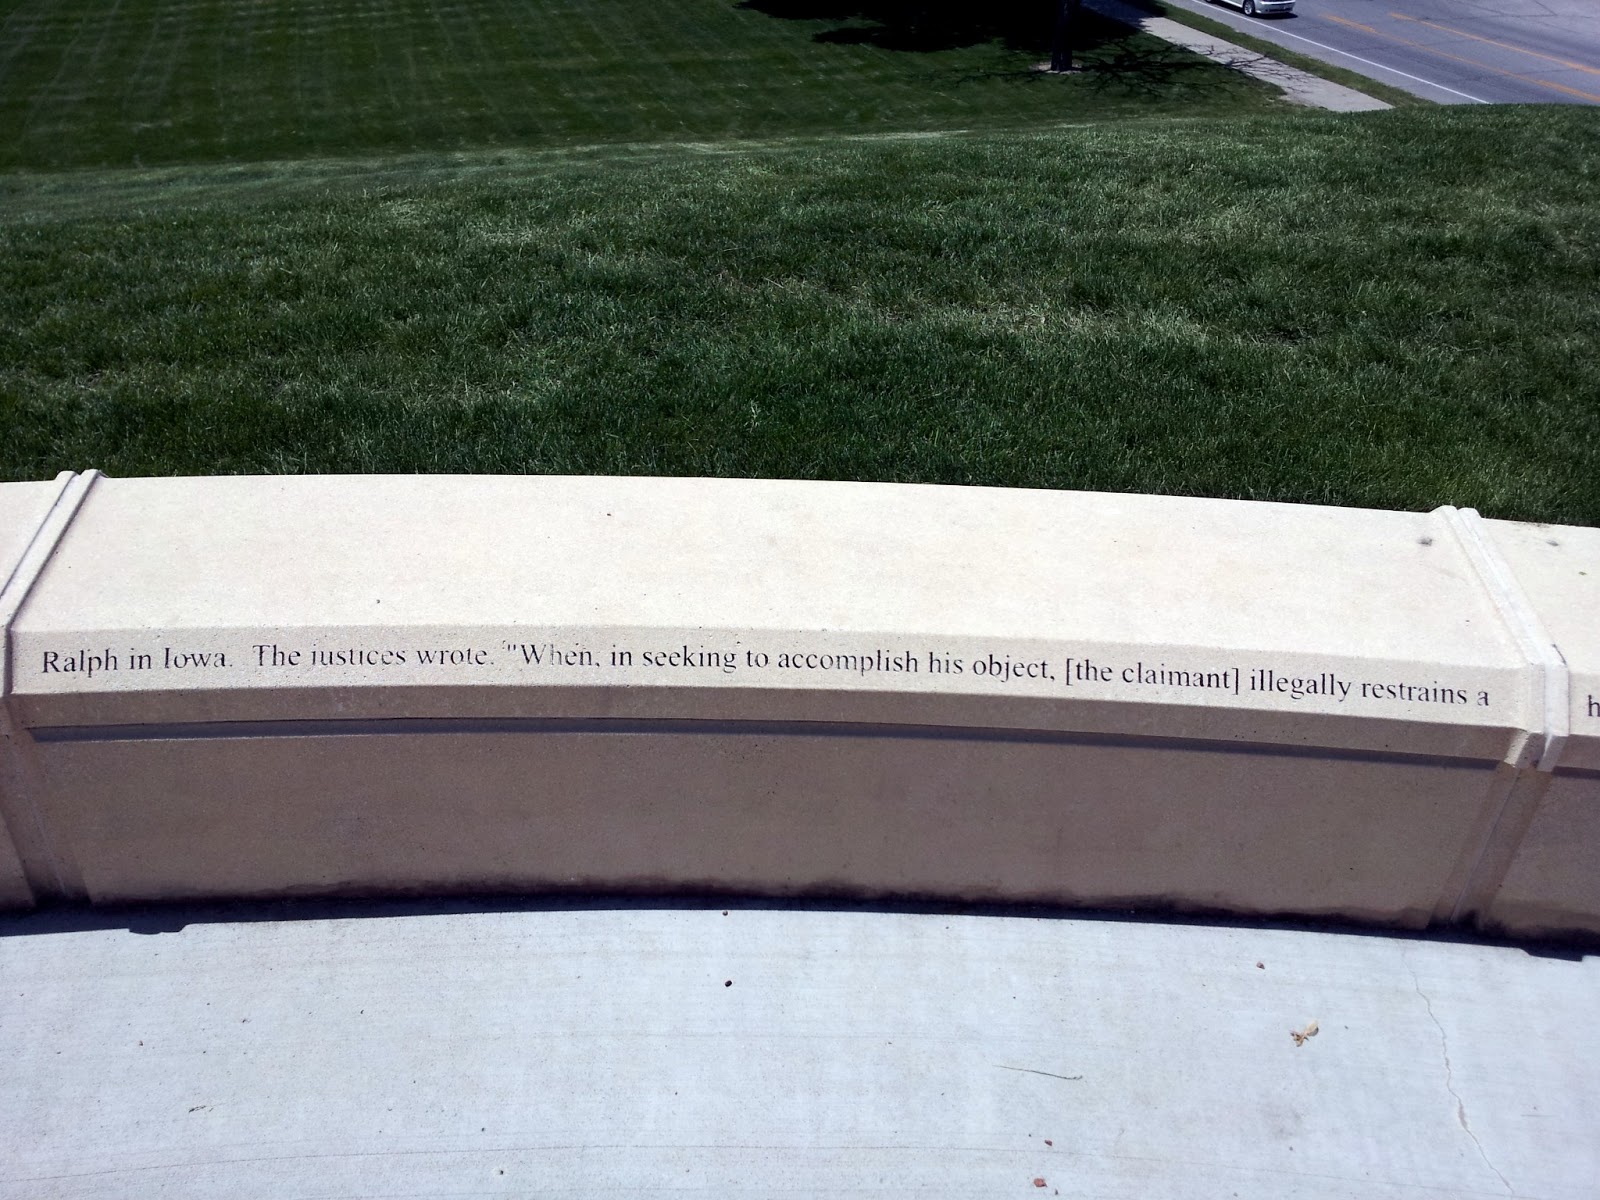 Ralph in Iowa. The justices wrote, "When, in seeking to accomplish his object, [the claimant] illegally restrains a
h